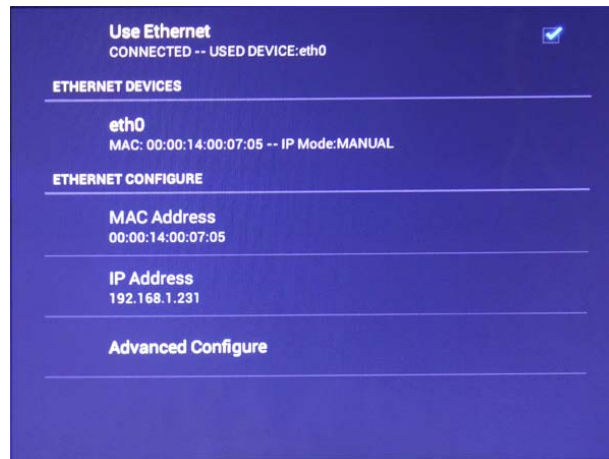 Use Ethernet
CONNECTED -- USED DEVICE:eth0
ETHERNET DEVICES
eth0
MAC: 00:00:14:00:07:05 -- IP Mode:MANUAL
ETHERNET CONFIGURE
MAC Address
00:00:14:00:07:05
IP Address
192.168.1.231
Advanced Configure